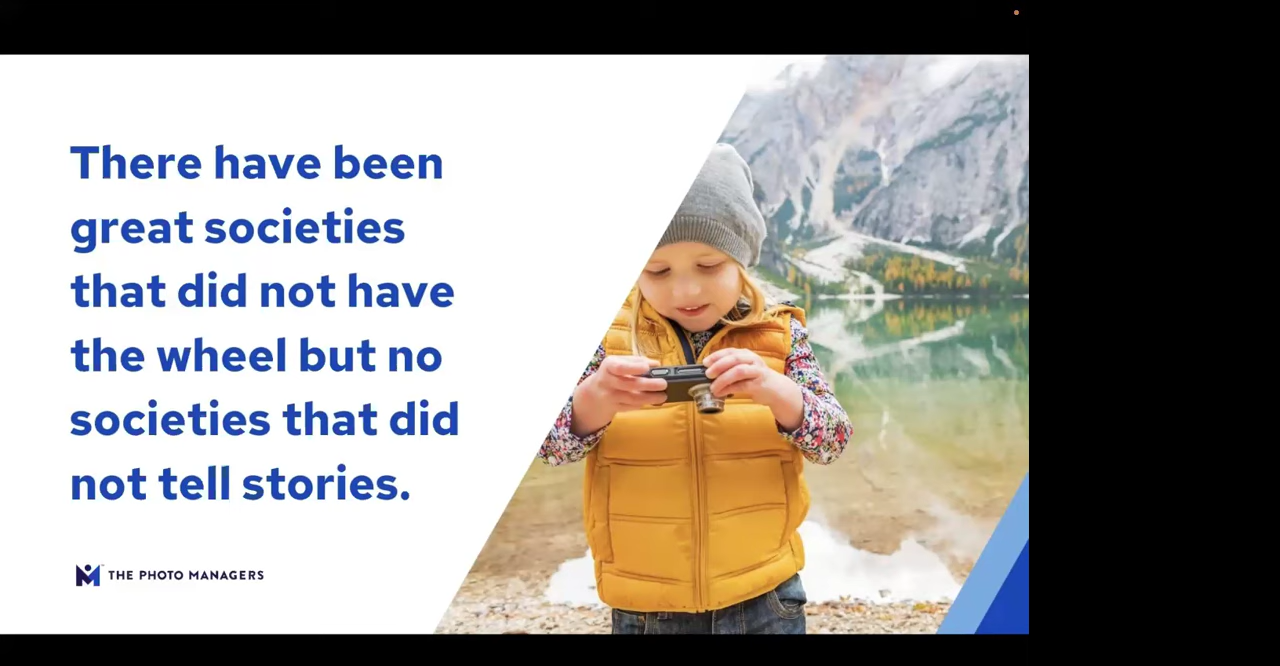 There have been
great societies
that did not have
the wheel but no
societies that did
not tell stories.
THE PHOTO MANAGERS